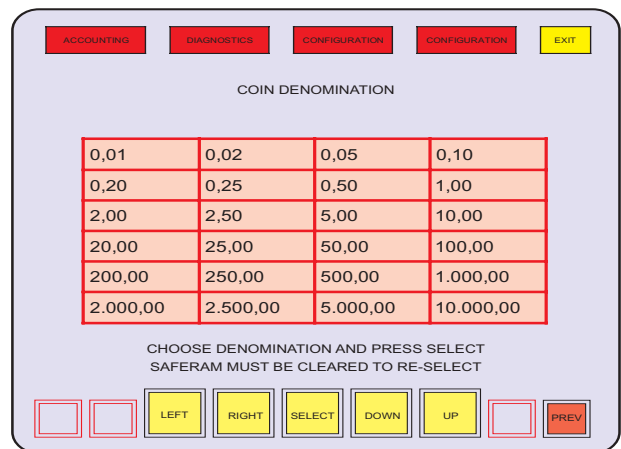 ACCOUNTING DIAGNOSTICS CONFIGURATION CONFIGURATION EXIT
COIN DENOMINATION
0,01 0,02 0,05 0,10
0,20 0,25 0,50 1,00
2,00 2,50 5,00 10,00
20,00 25,00 50,00 100,00
200,00 250,00 500,00 1.000,00
2.000,00 2.500,00 5.000,00 10.000,00
CHOOSE DENOMINATION AND PRESS SELECT
SAFERAM MUST BE CLEARED TO RE-SELECT
LEFT RIGHT SELECT DOWN UP PREV